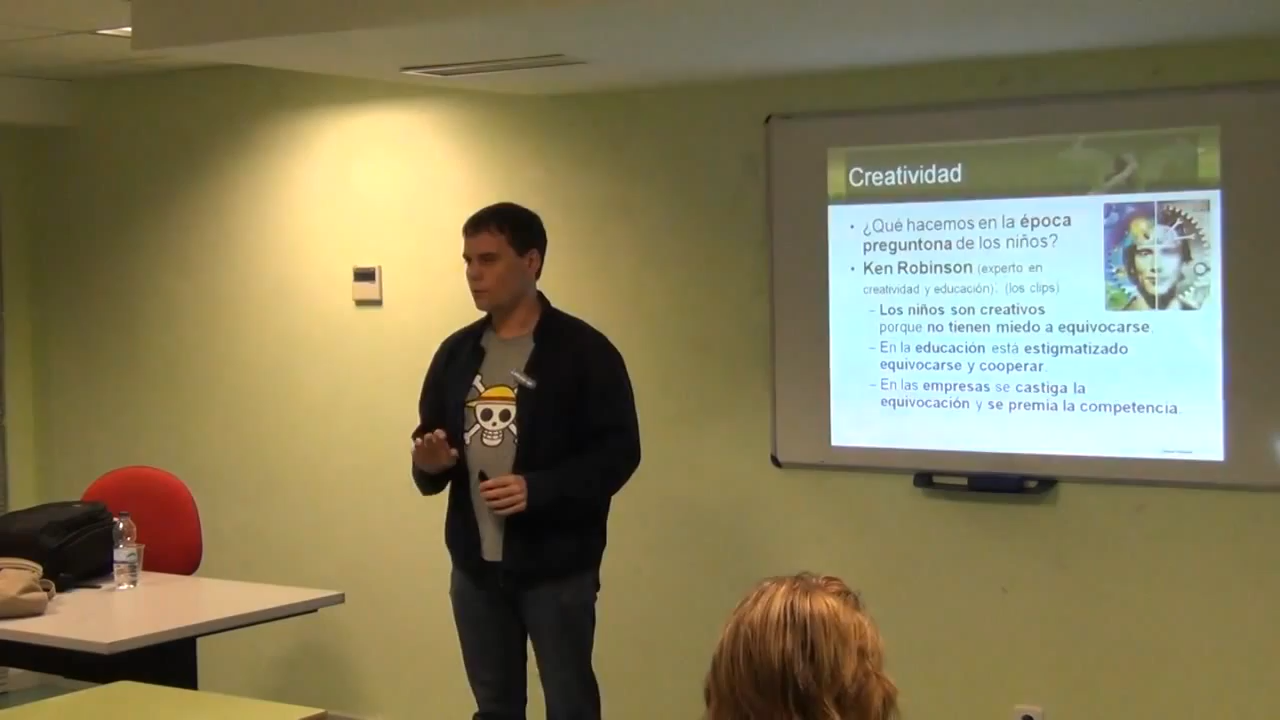 Creatividad
• ¿Qué hacemos en la época
preguntona de los niños?
• Ken Robinson (experto en
creatividad y educación). (los clips)
– Los niños son creativos
porque no tienen miedo a equivocarse.
– En la educación está estigmatizado
equivocarse y cooperar.
– En las empresas se castiga la
equivocación y se premia la competencia.